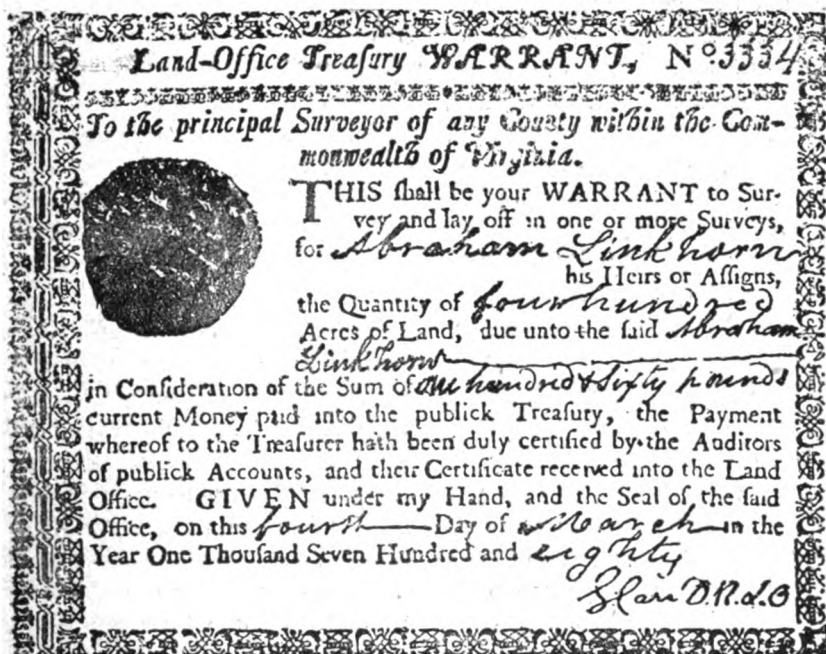 Land-Office Treasury WARRANT, No. 3334
To the principal Surveyor of any County within the Com-
monwealth of Virginia.
THIS shall be your WARRANT to Sur-
vey and lay off in one or more Surveys,
for Abraham Linkhorn
his Heirs or Assigns,
the Quantity of four hundred
Acres of Land, due unto the said Abraham
Linkhorn
in Consideration of the Sum of one hundred & Sixty pounds
current Money paid into the publick Treasury, the Payment
whereof to the Treasurer hath been duly certified by the Auditors
of publick Accounts, and their Certificate received into the Land
Office. GIVEN under my Hand, and the Seal of the said
Office, on this fourth Day of March in the
Year One Thousand Seven Hundred and eighty